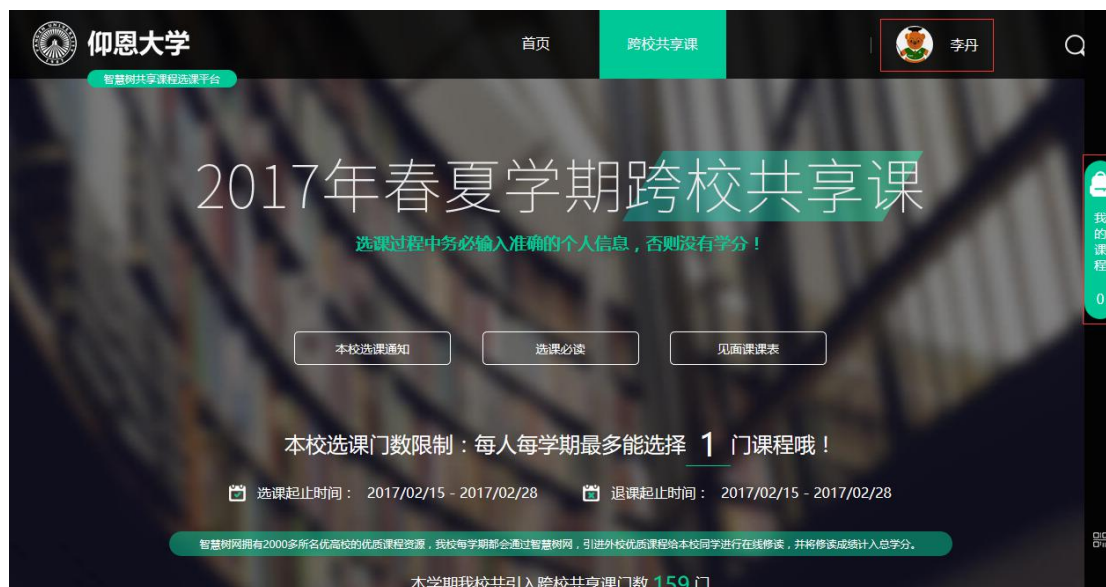 仰恩大学
智慧树共享课程选课平台
首页
跨校共享课
李丹
2017年春夏学期跨校共享课
选课过程中务必输入准确的个人信息，否则没有学分！
我的课程
0
本校选课通知
选课必读
见面课课表
本校选课门数限制：每人每学期最多能选择 1 门课程哦！
选课起止时间： 2017/02/15 - 2017/02/28
退课起止时间： 2017/02/15 - 2017/02/28
智慧树网拥有2000多所名优高校的优质课程资源，我校每学期都会通过智慧树网，引进外校优质课程给本校同学进行在线修读，并将修读成绩计入总学分。
本学期我校共引入跨校共享课门数 159 门